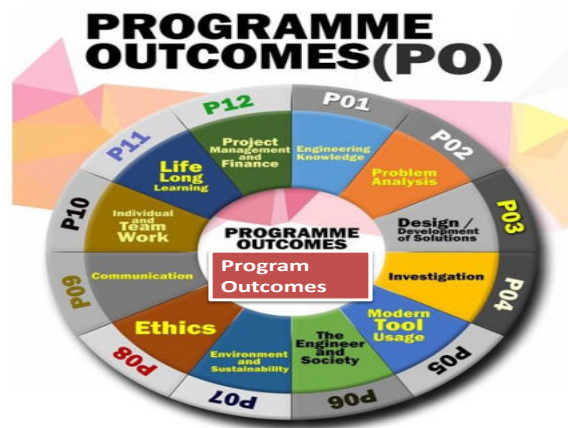 PROGRAMME
OUTCOMES(PO)
P01
Engineering
Knowledge
P02
Problem
Analysis
P03
Design /
Development
of Solutions
P04
Investigation
P05
Modern
Tool
Usage
P06
The
Engineer
and
Society
P07
Environment
and
Sustainability
P08
Ethics
P09
Communication
P10
Individual
and
Team
Work
P11
Life
Long
Learning
P12
Project
Management
and
Finance
PROGRAMME
OUTCOMES
Program
Outcomes